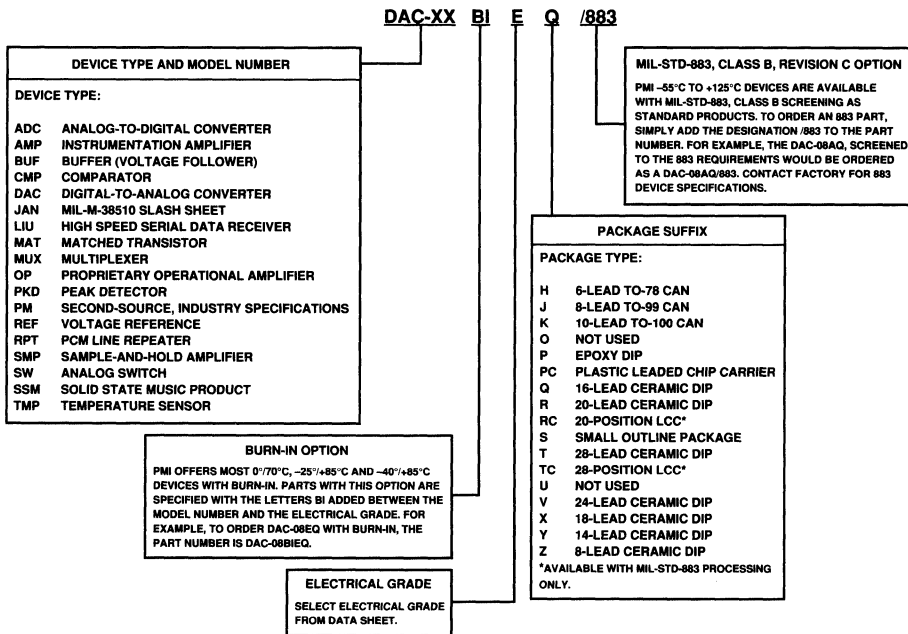 DAC-XX BI E Q /883
DEVICE TYPE AND MODEL NUMBER
DEVICE TYPE:
ADC ANALOG-TO-DIGITAL CONVERTER
AMP INSTRUMENTATION AMPLIFIER
BUF BUFFER (VOLTAGE FOLLOWER)
CMP COMPARATOR
DAC DIGITAL-TO-ANALOG CONVERTER
JAN MIL-M-38510 SLASH SHEET
LIU HIGH SPEED SERIAL DATA RECEIVER
MAT MATCHED TRANSISTOR
MUX MULTIPLEXER
OP PROPRIETARY OPERATIONAL AMPLIFIER
PKD PEAK DETECTOR
PM SECOND-SOURCE, INDUSTRY SPECIFICATIONS
REF VOLTAGE REFERENCE
RPT PCM LINE REPEATER
SMP SAMPLE-AND-HOLD AMPLIFIER
SW ANALOG SWITCH
SSM SOLID STATE MUSIC PRODUCT
TMP TEMPERATURE SENSOR
BURN-IN OPTION
PMI OFFERS MOST 0°/70°C, –25°/+85°C AND –40°/+85°C
DEVICES WITH BURN-IN. PARTS WITH THIS OPTION ARE
SPECIFIED WITH THE LETTERS BI ADDED BETWEEN THE
MODEL NUMBER AND THE ELECTRICAL GRADE. FOR
EXAMPLE, TO ORDER DAC-08EQ WITH BURN-IN, THE
PART NUMBER IS DAC-08BIEQ.
ELECTRICAL GRADE
SELECT ELECTRICAL GRADE
FROM DATA SHEET.
MIL-STD-883, CLASS B, REVISION C OPTION
PMI –55°C TO +125°C DEVICES ARE AVAILABLE
WITH MIL-STD-883, CLASS B SCREENING AS
STANDARD PRODUCTS. TO ORDER AN 883 PART,
SIMPLY ADD THE DESIGNATION /883 TO THE PART
NUMBER. FOR EXAMPLE, THE DAC-08AQ, SCREENED
TO THE 883 REQUIREMENTS WOULD BE ORDERED
AS A DAC-08AQ/883. CONTACT FACTORY FOR 883
DEVICE SPECIFICATIONS.
PACKAGE SUFFIX
PACKAGE TYPE:
H 6-LEAD TO-78 CAN
J 8-LEAD TO-99 CAN
K 10-LEAD TO-100 CAN
O NOT USED
P EPOXY DIP
PC PLASTIC LEADED CHIP CARRIER
Q 16-LEAD CERAMIC DIP
R 20-LEAD CERAMIC DIP
RC 20-POSITION LCC*
S SMALL OUTLINE PACKAGE
T 28-LEAD CERAMIC DIP
TC 28-POSITION LCC*
U NOT USED
V 24-LEAD CERAMIC DIP
X 18-LEAD CERAMIC DIP
Y 14-LEAD CERAMIC DIP
Z 8-LEAD CERAMIC DIP
*AVAILABLE WITH MIL-STD-883 PROCESSING
ONLY.